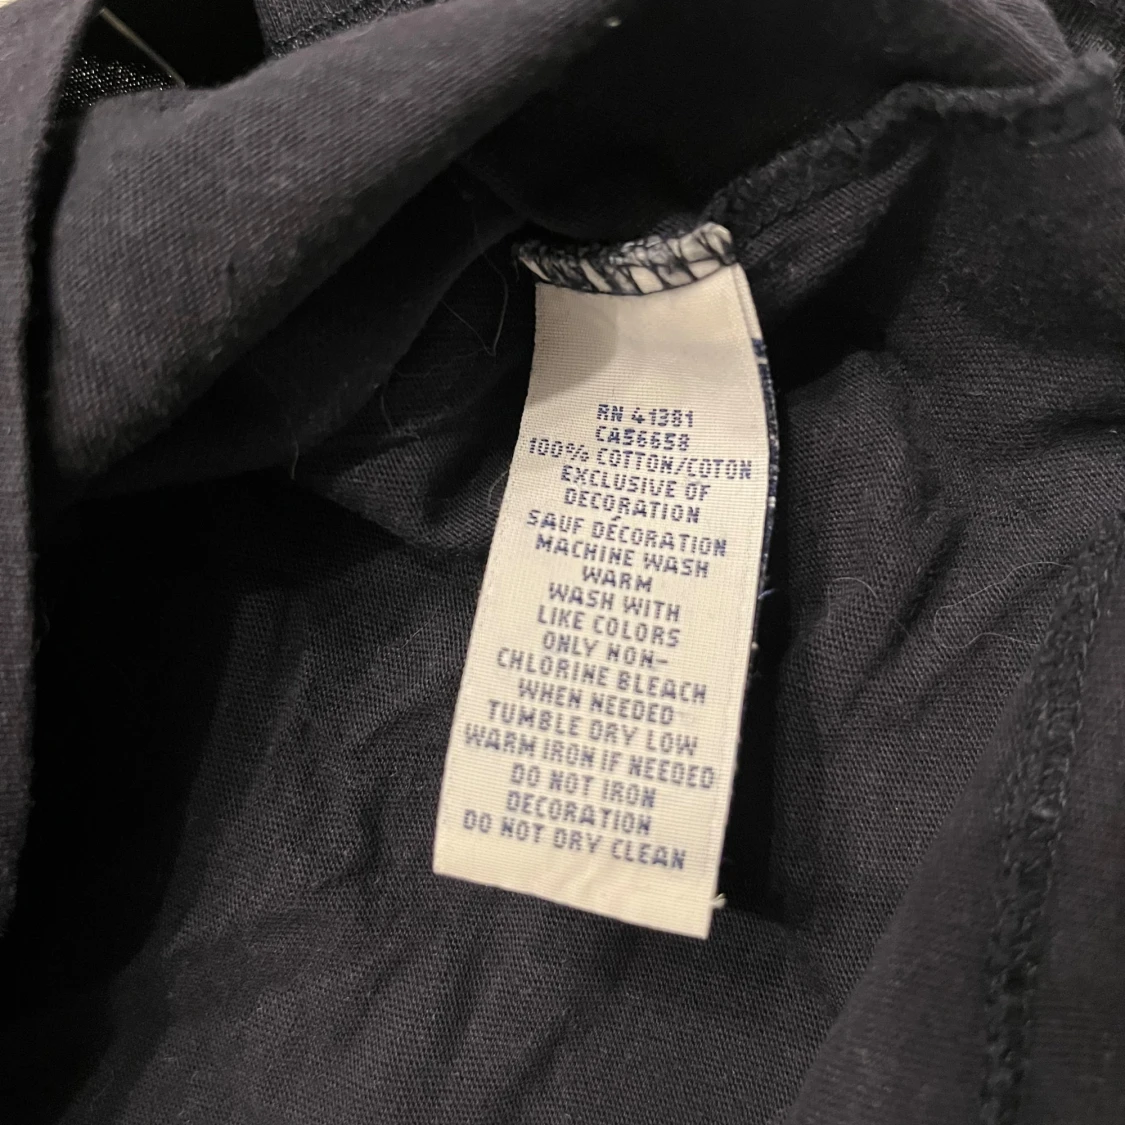 RN 41381
CA56658
100% COTTON/COTON
EXCLUSIVE OF
DECORATION
SAUF DÉCORATION
MACHINE WASH
WARM
WASH WITH
LIKE COLORS
ONLY NON-
CHLORINE BLEACH
WHEN NEEDED
TUMBLE DRY LOW
WARM IRON IF NEEDED
DO NOT IRON
DECORATION
DO NOT DRY CLEAN